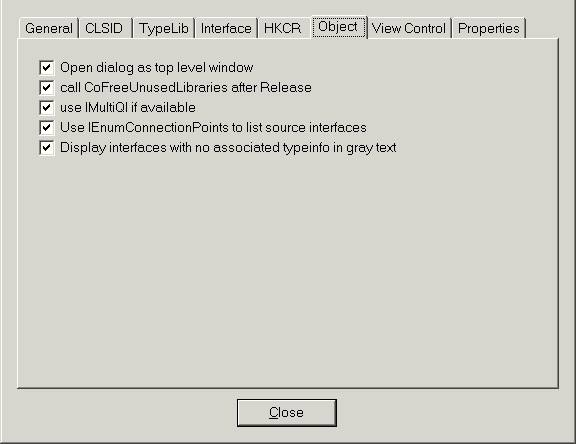 General CLSID TypeLib Interface HKCR Object View Control Properties
Open dialog as top level window
call CoFreeUnusedLibraries after Release
use IMultiQI if available
Use IEnumConnectionPoints to list source interfaces
Display interfaces with no associated typeinfo in gray text
Close